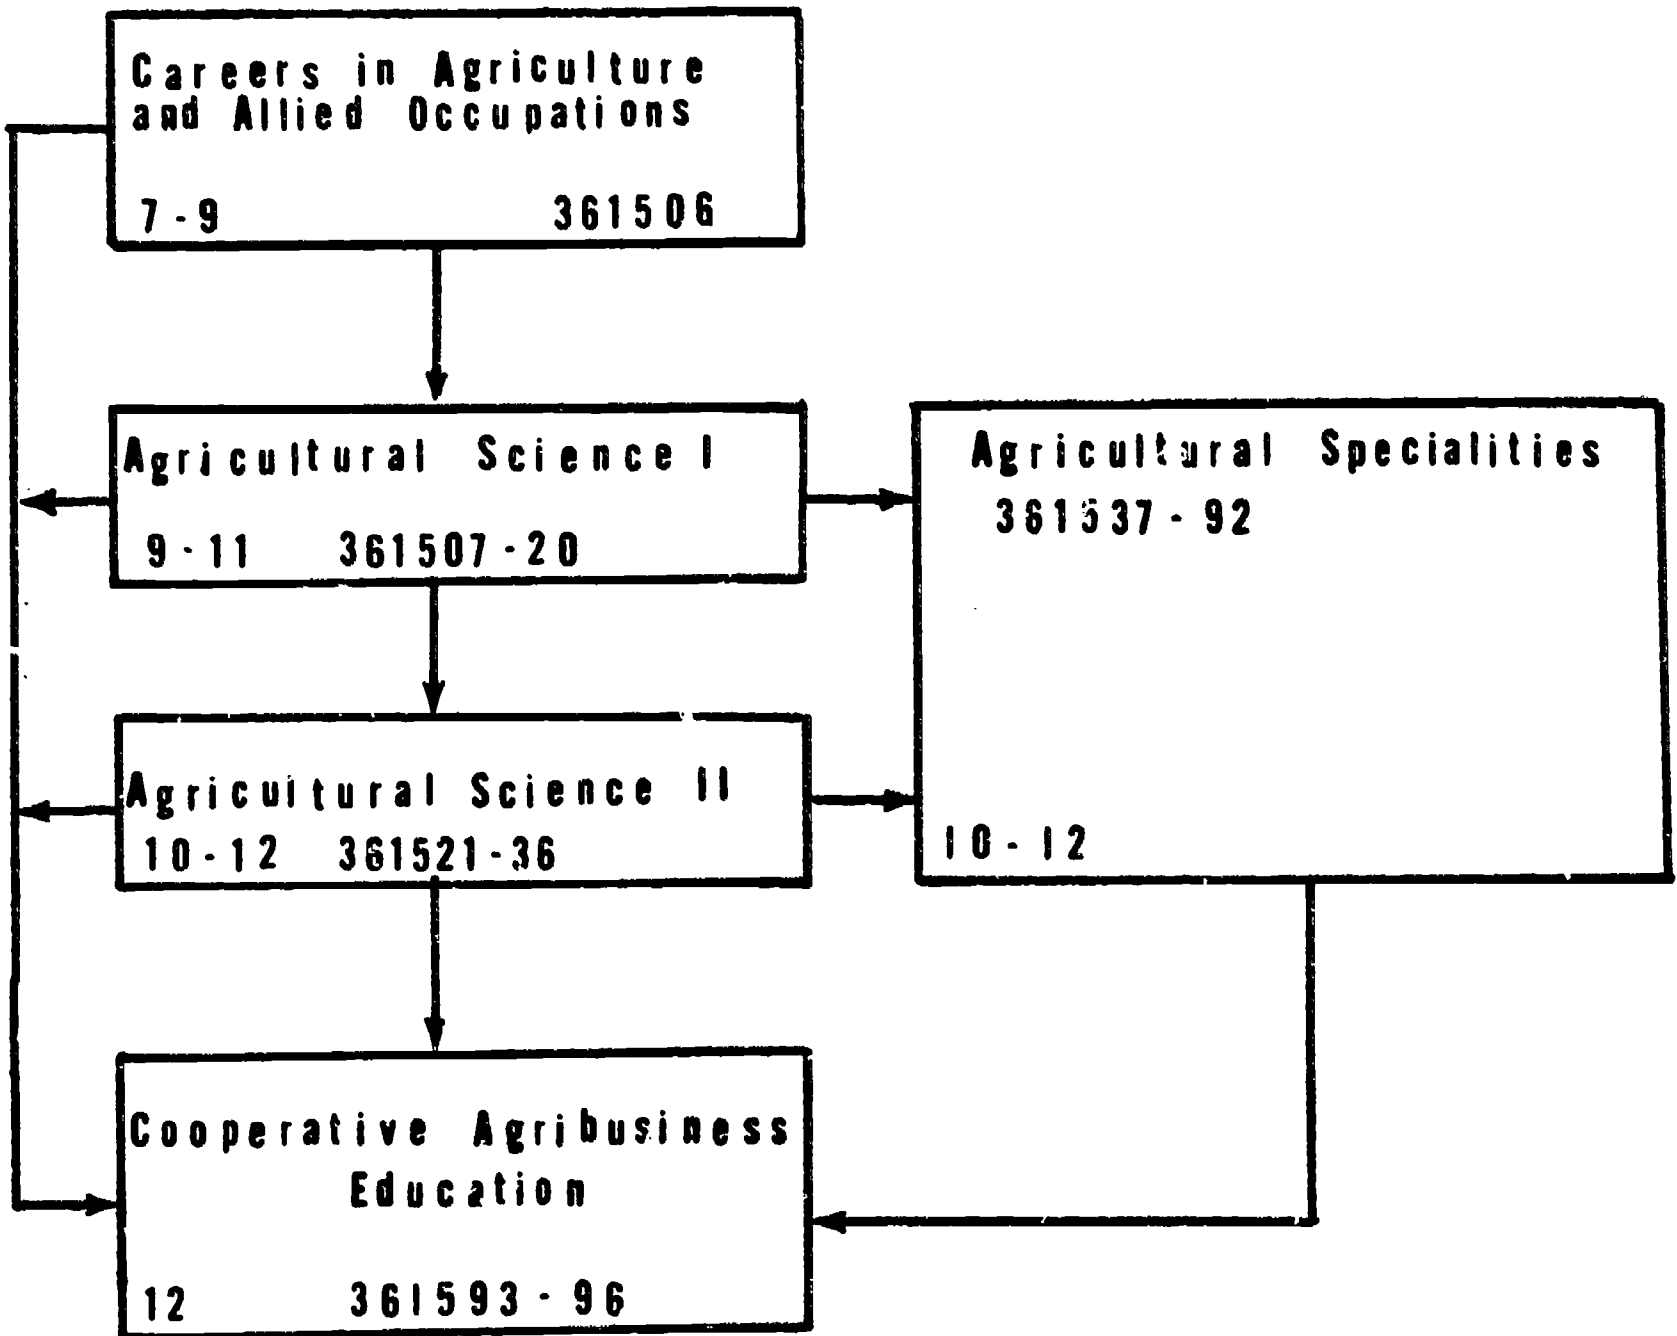 Careers in Agriculture
and Allied Occupations
7-9 361506
Agricultural Science I
9-11 361507-20
Agricultural Specialities
361537-92
10-12
Agricultural Science II
10-12 361521-36
Cooperative Agribusiness
Education
12 361593-96